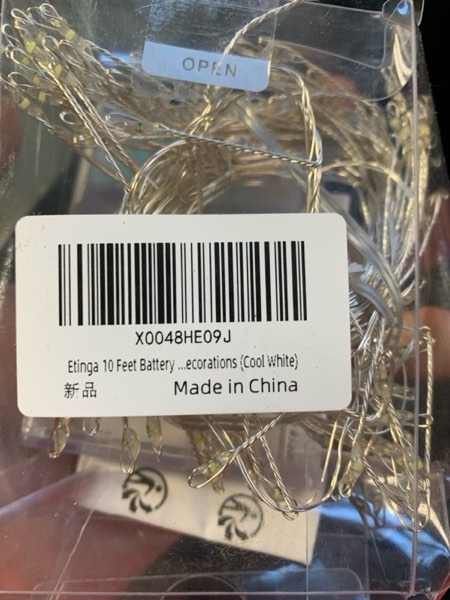 OPEN
X0048HE09J
Etinga 10 Feet Battery ...ecorations (Cool White)
新品 Made in China